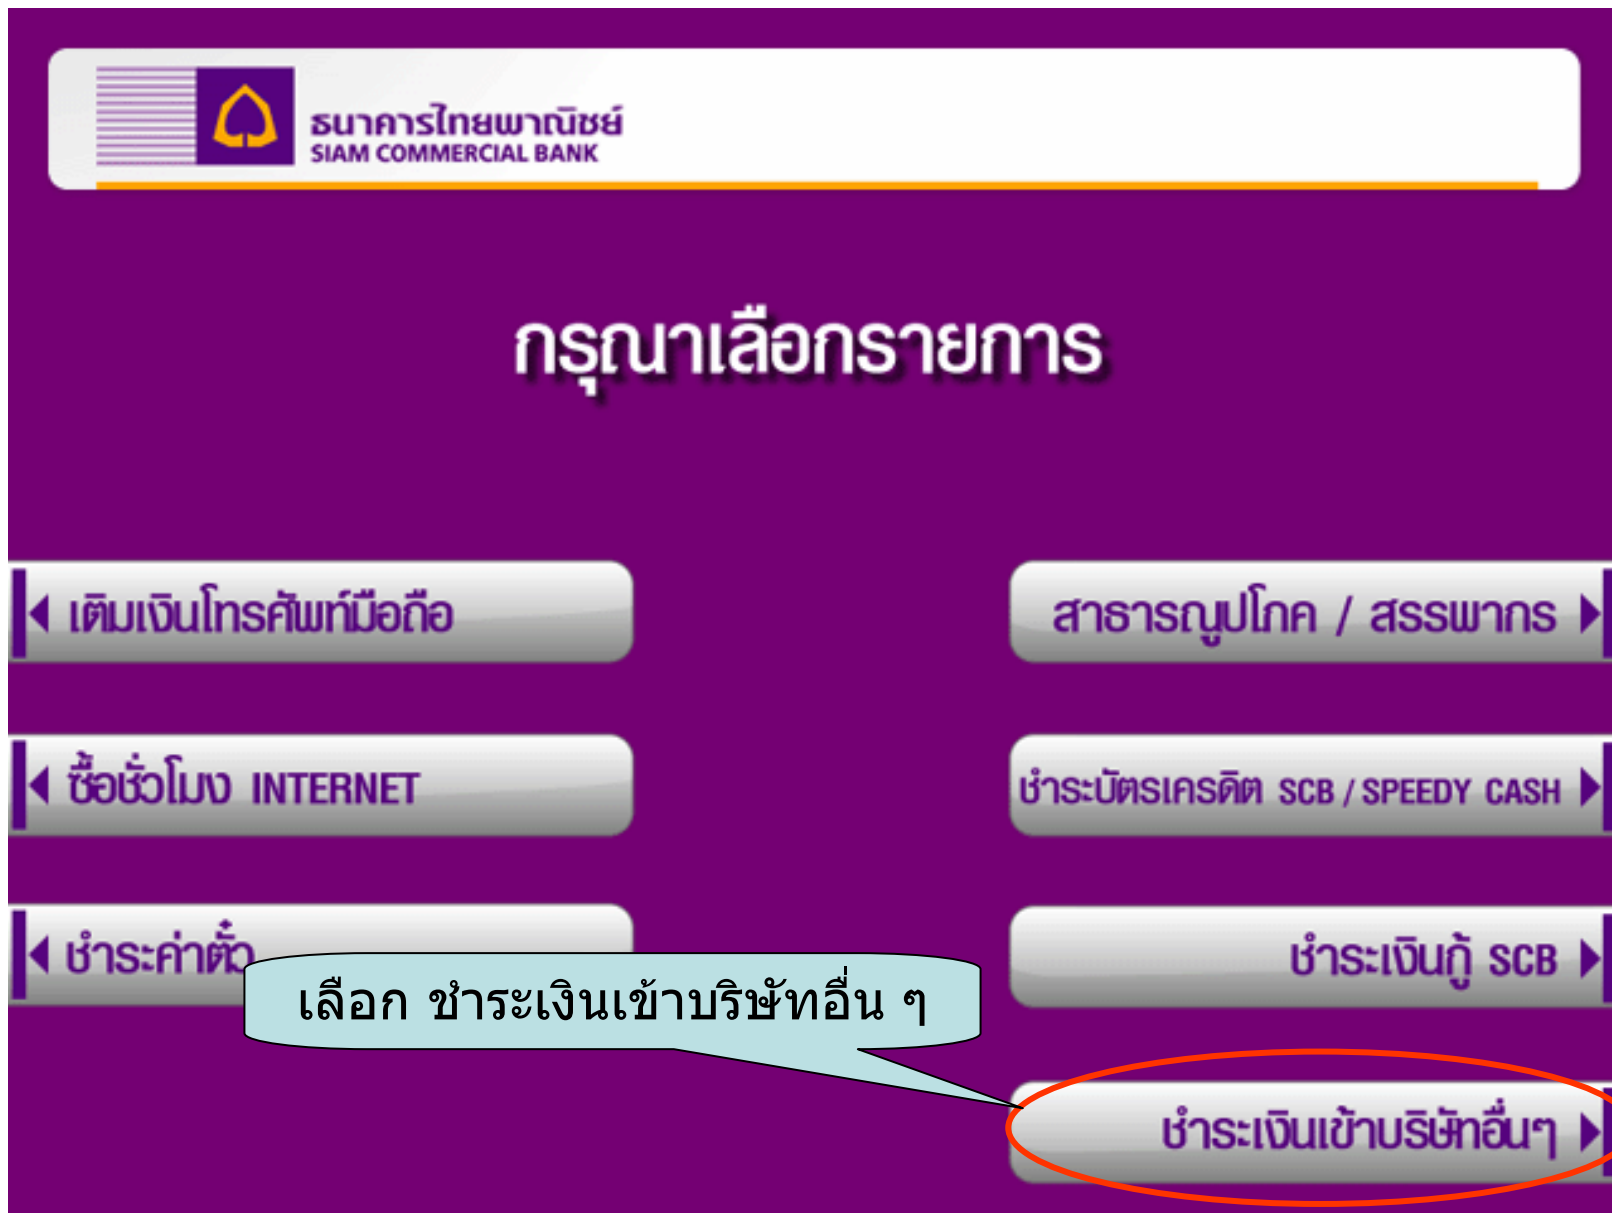 ธนาคารไทยพาณิชย์
SIAM COMMERCIAL BANK
กรุณาเลือกรายการ
เติมเงินโทรศัพท์มือถือ
สาธารณูปโภค / สรรพากร
ซื้อชั่วโมง INTERNET
ชำระบัตรเครดิต SCB / SPEEDY CASH
ชำระค่าตั๋ว
ชำระเงินกู้ SCB
เลือก ชำระเงินเข้าบริษัทอื่น ๆ
ชำระเงินเข้าบริษัทอื่นๆ